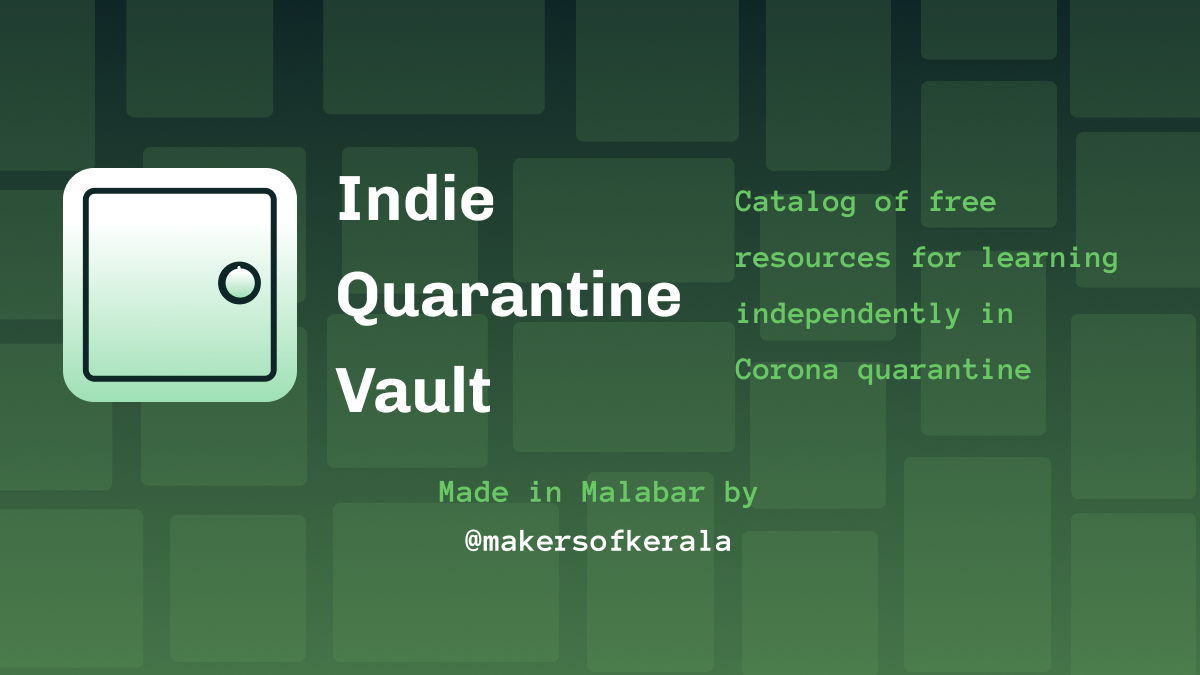 Indie
Quarantine
Vault
Catalog of free
resources for learning
independently in
Corona quarantine
Made in Malabar by
@makersofkerala